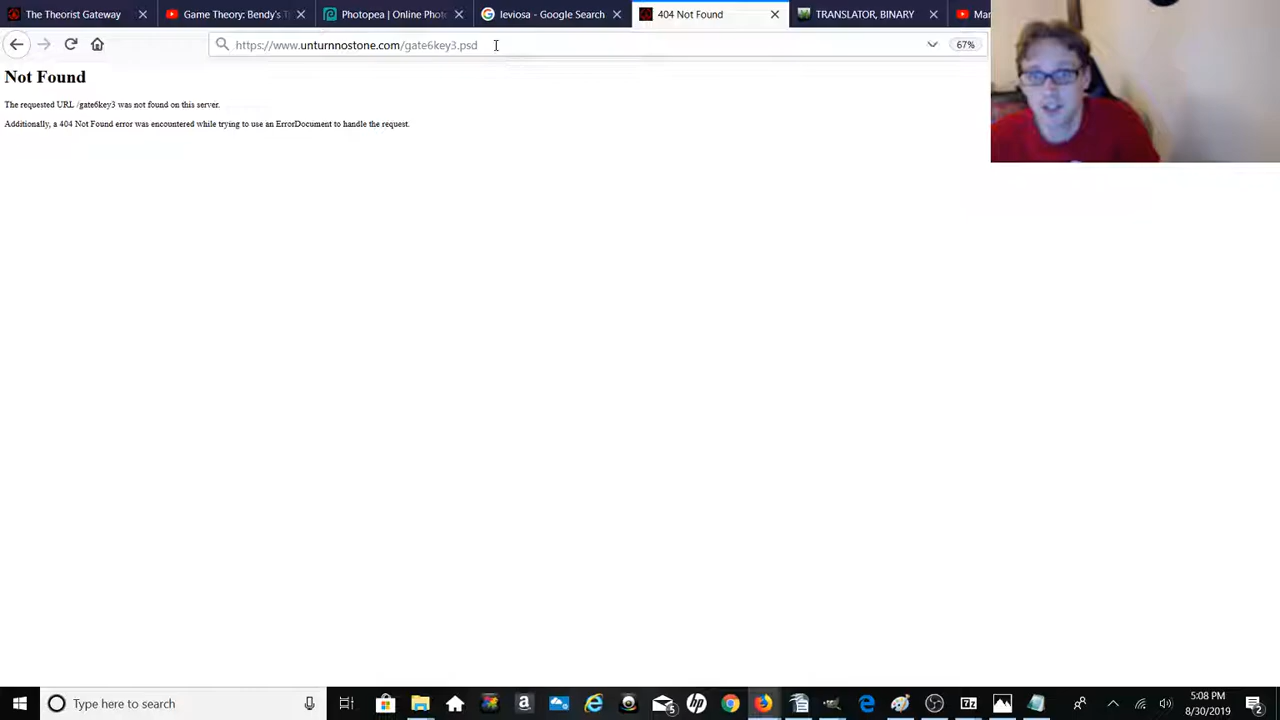 The Theorist Gateway
Game Theory: Bendy's T
Photopea | Online Phot
leviosa - Google Search
404 Not Found
TRANSLATOR, BINARY
Mar
https://www.unturnnostone.com/gate6key3.psd
67%
Not Found
The requested URL /gate6key3 was not found on this server.
Additionally, a 404 Not Found error was encountered while trying to use an ErrorDocument to handle the request.
Type here to search
5:08 PM
8/30/2019